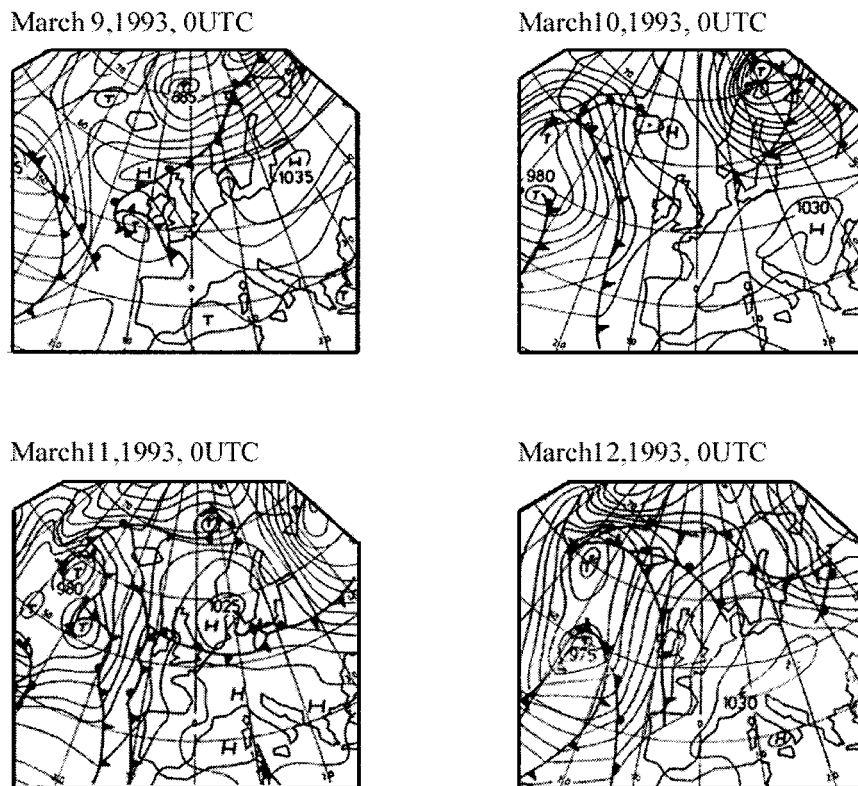 March 9,1993, 0UTC
T
T
H
H
1035
T
T
T
March10,1993, 0UTC
T
T
H
980
T
1030
H
March11,1993, 0UTC
T
T
980
T
T
1025
H
H
H
H
March12,1993, 0UTC
T
975
1030
H